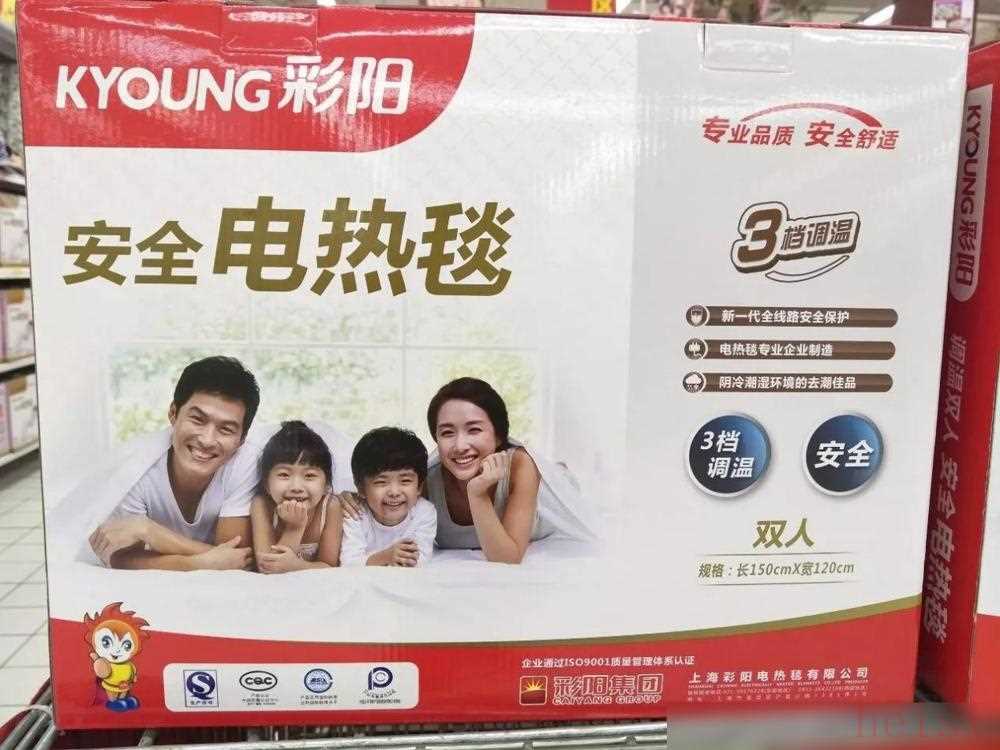 KYOUNG彩阳
专业品质 安全舒适
安全电热毯
3档调温
新一代全线路安全保护
电热毯专业企业制造
阴冷潮湿环境的去潮佳品
3档
调温
安全
双人
规格：长150cmX宽120cm
企业通过ISO9001质量管理体系认证
彩阳集团
CAIYANG GROUP
上海彩阳电热毯有限公司
S
CQC
P
KYOUNG彩阳
调温双人 安全电热毯